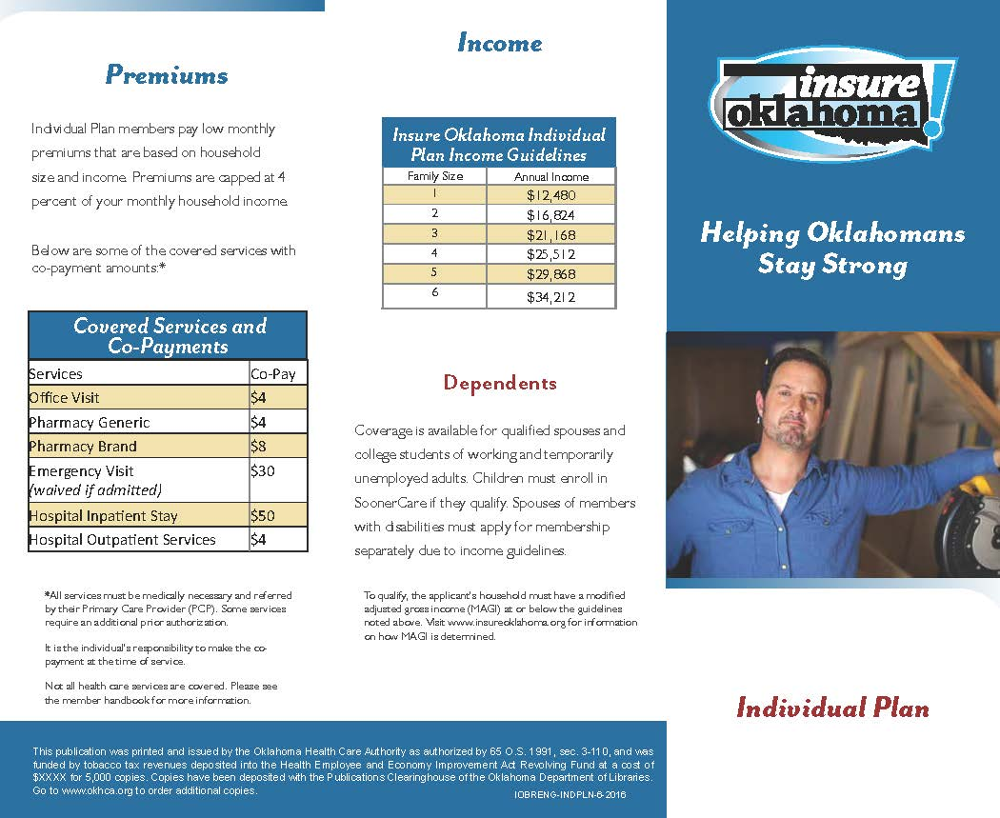 Premiums
Individual Plan members pay low monthly
premiums that are based on household
size and income. Premiums are capped at 4
percent of your monthly household income.
Below are some of the covered services with
co-payment amounts:*
Covered Services and
Co-Payments
Services Co-Pay
Office Visit $4
Pharmacy Generic $4
Pharmacy Brand $8
Emergency Visit $30
(waived if admitted)
Hospital Inpatient Stay $50
Hospital Outpatient Services $4
*All services must be medically necessary and referred
by their Primary Care Provider (PCP). Some services
require an additional prior authorization.
It is the individual's responsibility to make the co-
payment at the time of service.
Not all health care services are covered. Please see
the member handbook for more information.
Income
Insure Oklahoma Individual
Plan Income Guidelines
Family Size Annual Income
1 $12,480
2 $16,824
3 $21,168
4 $25,512
5 $29,868
6 $34,212
Dependents
Coverage is available for qualified spouses and
college students of working and temporarily
unemployed adults. Children must enroll in
SoonerCare if they qualify. Spouses of members
with disabilities must apply for membership
separately due to income guidelines.
To qualify, the applicant's household must have a modified
adjusted gross income (MAGI) at or below the guidelines
noted above. Visit www.insureoklahoma.org for information
on how MAGI is determined.
This publication was printed and issued by the Oklahoma Health Care Authority as authorized by 65 O.S. 1991, sec. 3-110, and was
funded by tobacco tax revenues deposited into the Health Employee and Economy Improvement Act Revolving Fund at a cost of
$XXXX for 5,000 copies. Copies have been deposited with the Publications Clearinghouse of the Oklahoma Department of Libraries.
Go to www.okhca.org to order additional copies.
IOBRENG-INDPLN-6-2016
insure
oklahoma!
Helping Oklahomans
Stay Strong
Individual Plan